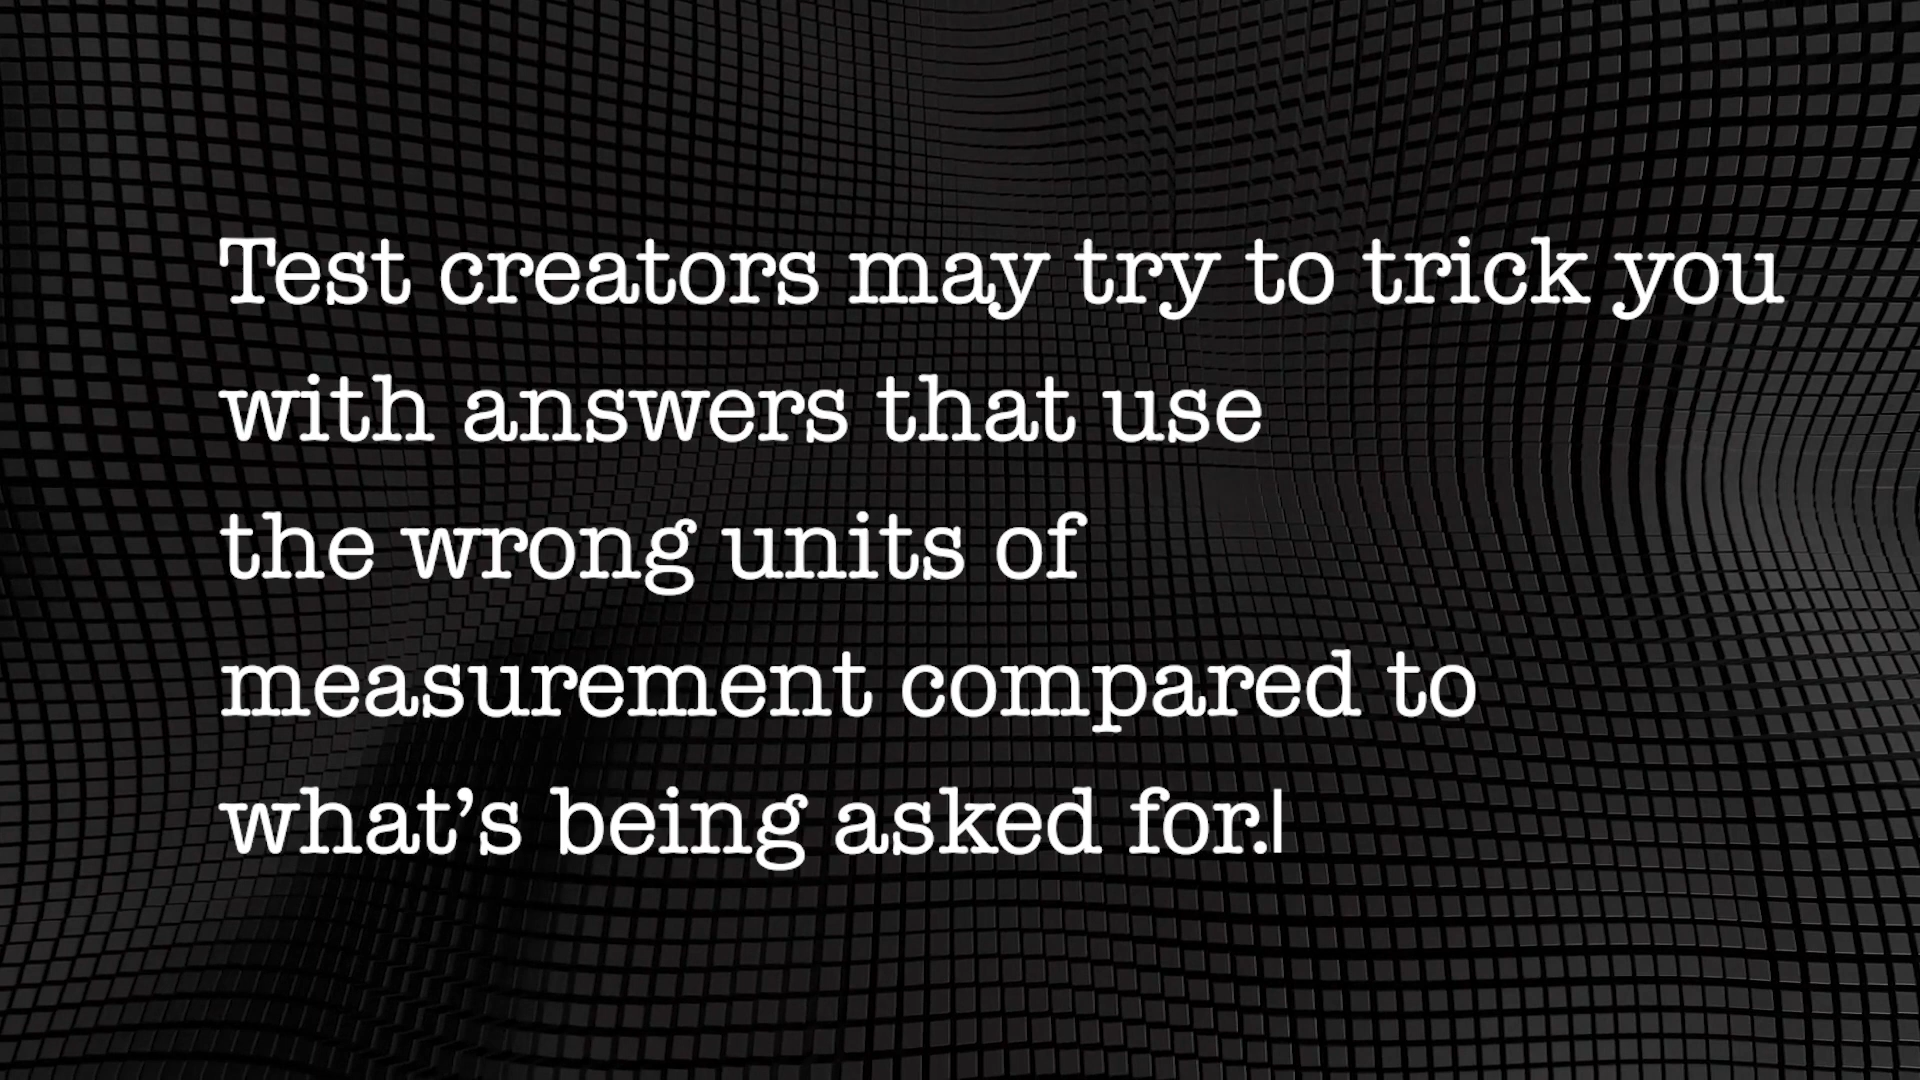 Test creators may try to trick you
with answers that use
the wrong units of
measurement compared to
what’s being asked for.